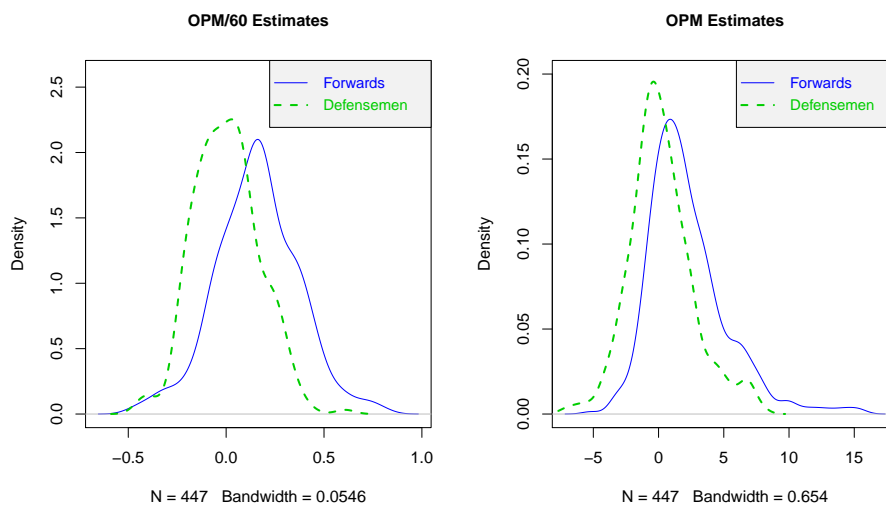 OPM/60 Estimates
Density
0.0 0.5 1.0 1.5 2.0 2.5
Forwards
Defensemen
−0.5 0.0 0.5 1.0
N = 447 Bandwidth = 0.0546
OPM Estimates
Density
0.00 0.05 0.10 0.15 0.20
Forwards
Defensemen
−5 0 5 10 15
N = 447 Bandwidth = 0.654